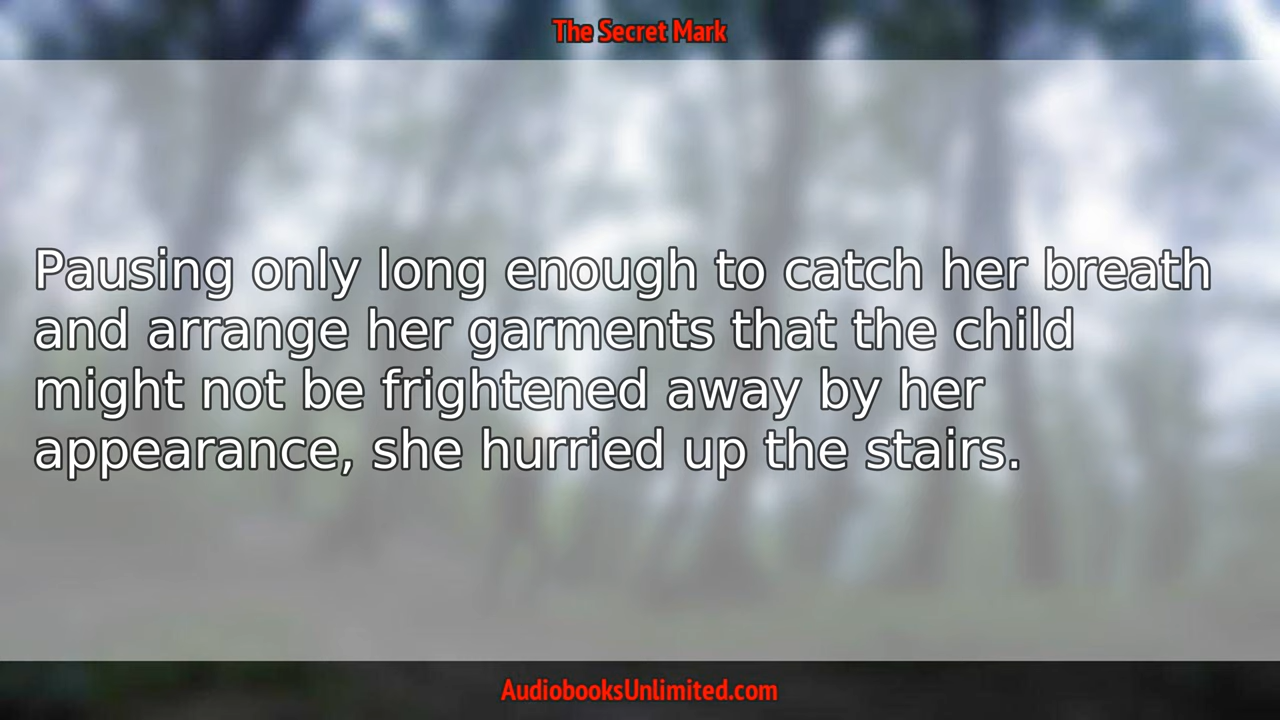 The Secret Mark
Pausing only long enough to catch her breath
and arrange her garments that the child
might not be frightened away by her
appearance, she hurried up the stairs.
AudiobooksUnlimited.com